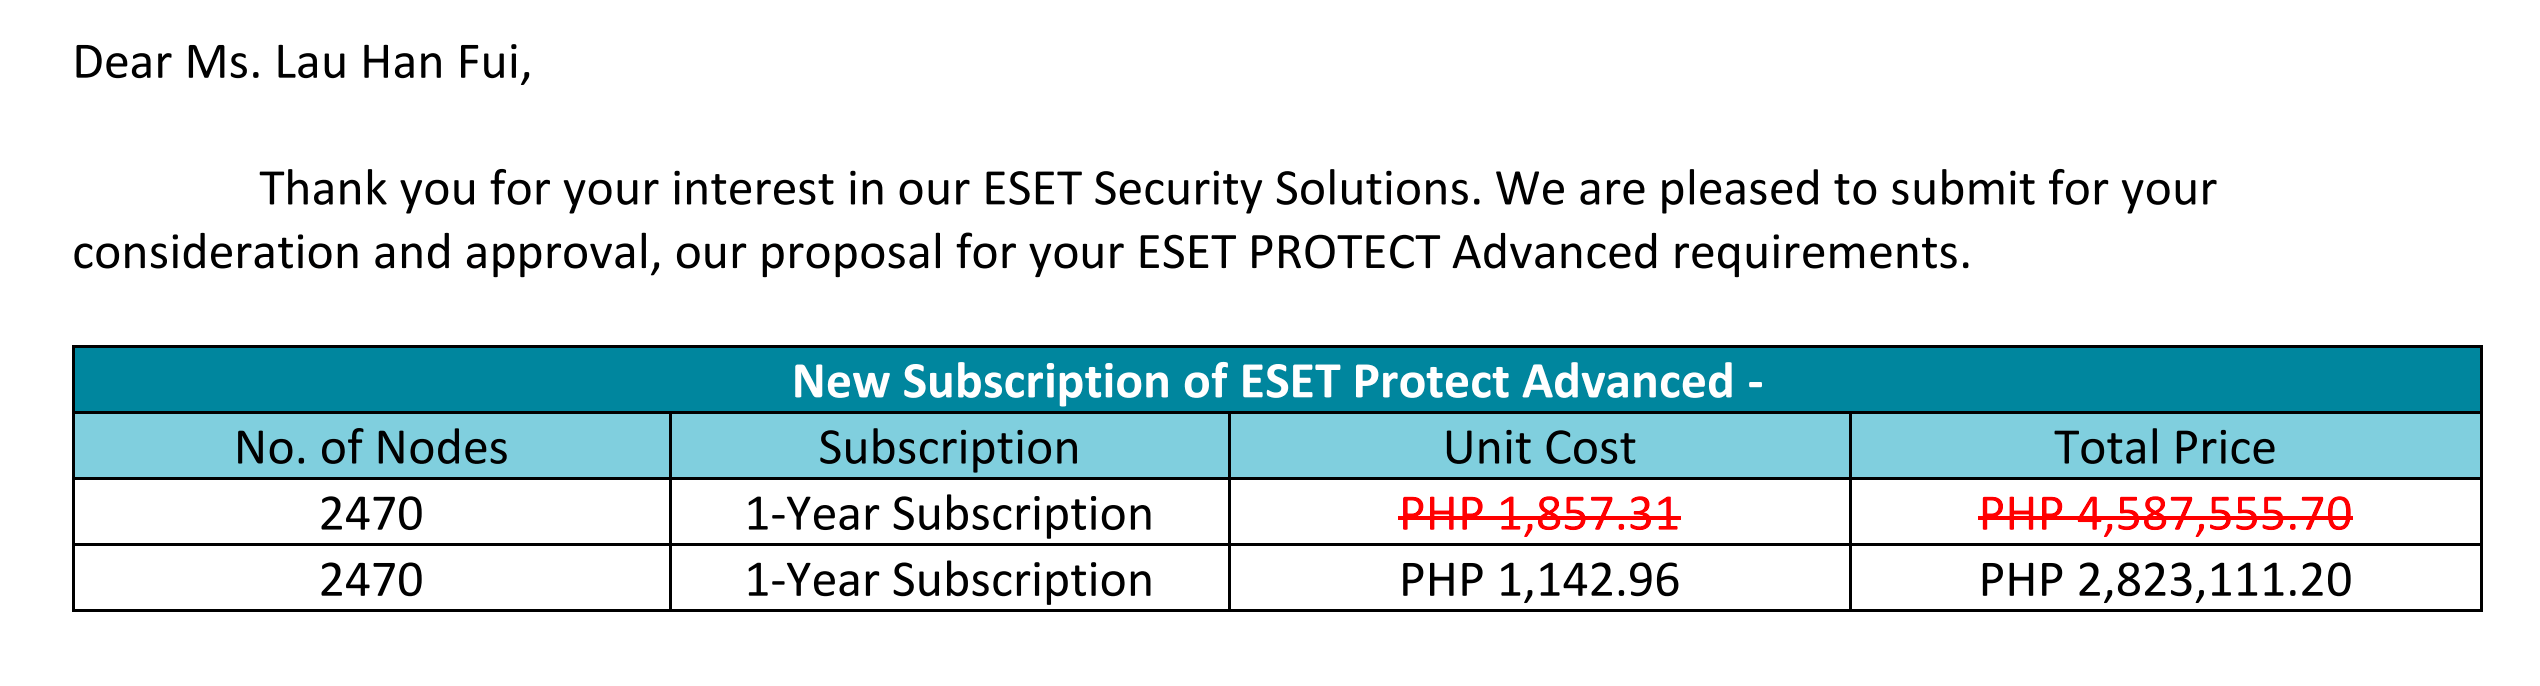 Dear Ms. Lau Han Fui,
Thank you for your interest in our ESET Security Solutions. We are pleased to submit for your
consideration and approval, our proposal for your ESET PROTECT Advanced requirements.
New Subscription of ESET Protect Advanced -
No. of Nodes Subscription Unit Cost Total Price
2470 1-Year Subscription PHP 1,857.31 PHP 4,587,555.70
2470 1-Year Subscription PHP 1,142.96 PHP 2,823,111.20